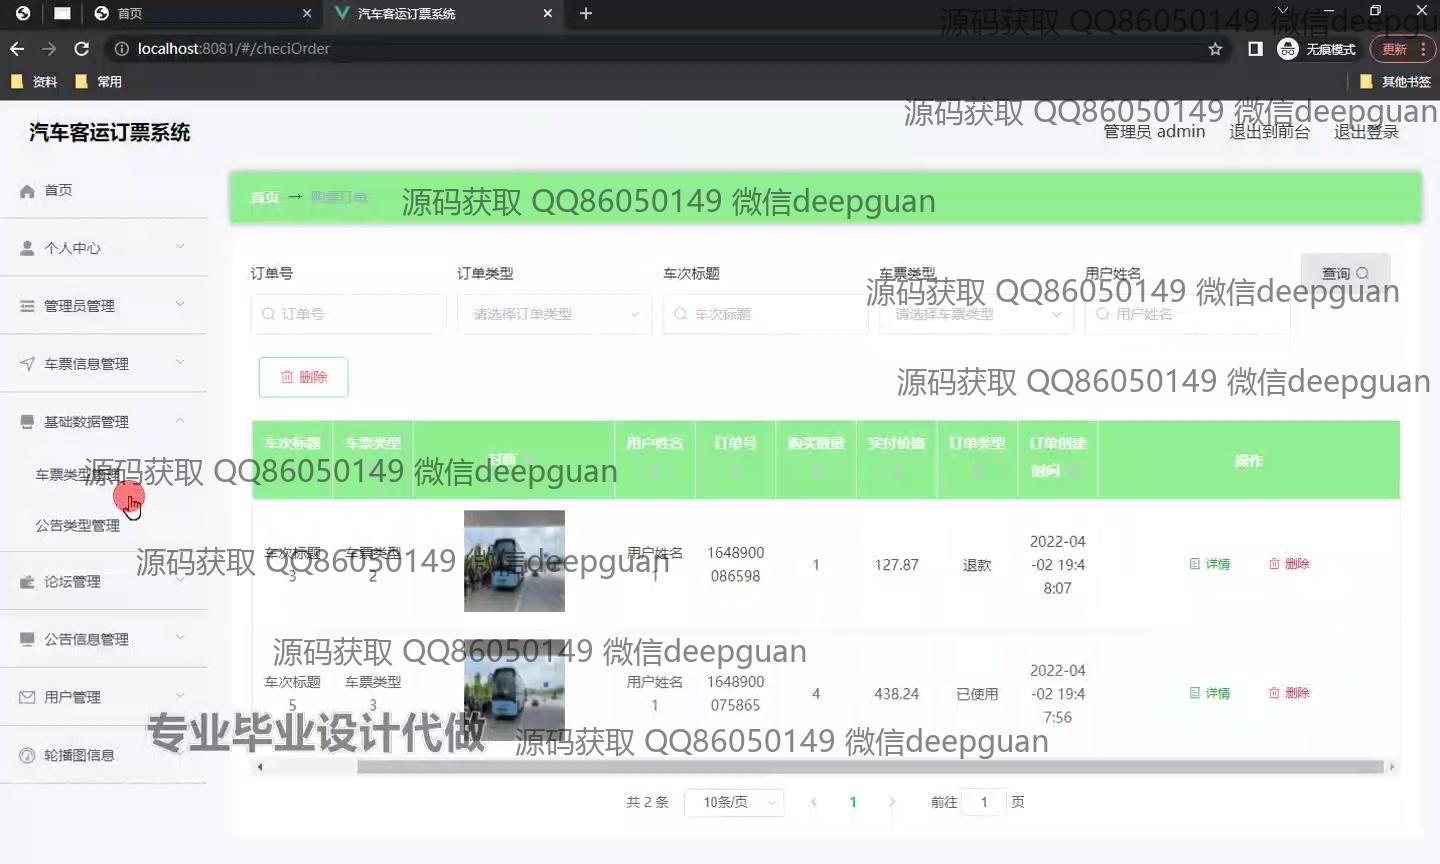 首页
汽车客运订票系统
源码获取 QQ86050149 微信deepgu
localhost:8081/#/checiOrder
无痕模式
更新
资料
常用
其他书签
源码获取 QQ86050149 微信deepguan
汽车客运订票系统
管理员 admin
退出到前台
退出登录
首页
个人中心
管理员管理
车票信息管理
基础数据管理
车票类型管理
公告类型管理
论坛管理
公告信息管理
用户管理
轮播图信息
首页 → 购票订单
源码获取 QQ86050149 微信deepguan
订单号
订单类型
车次标题
车票类型
用户姓名
查询
源码获取 QQ86050149 微信deepguan
订单号
请选择订单类型
车次标题
请选择车票类型
用户姓名
删除
源码获取 QQ86050149 微信deepguan
车次标题
车票类型
封面
用户姓名
订单号
购买数量
实付价格
订单类型
订单创建
时间
操作
源码获取 QQ86050149 微信deepguan
车次标题
3
车票类型
2
用户姓名
1
1648900
086598
1
127.87
退款
2022-04
-02 19:4
8:07
详情
删除
源码获取 QQ86050149 微信deepguan
源码获取 QQ86050149 微信deepguan
车次标题
5
车票类型
3
用户姓名
1
1648900
075865
4
438.24
已使用
2022-04
-02 19:4
7:56
详情
删除
专业毕业设计代做
源码获取 QQ86050149 微信deepguan
共 2 条
10条/页
1
前往 1 页